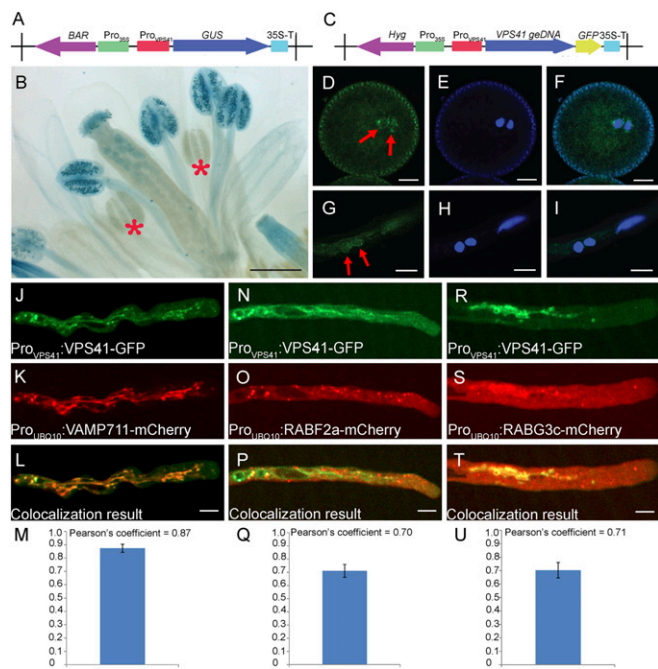 A
BAR Pro35S ProVPS41 GUS 35S-T
C
Hyg Pro35S ProVPS41 VPS41 geDNA GFP 35S-T
B
*
*
D
E
F
G
H
I
J
ProVPS41:VPS41-GFP
K
ProUBQ10:VAMP711-mCherry
L
Colocalization result
N
ProVPS41:VPS41-GFP
O
ProUBQ10:RABF2a-mCherry
P
Colocalization result
R
ProVPS41:VPS41-GFP
S
ProUBQ10:RABG3c-mCherry
T
Colocalization result
M
Pearson's coefficient = 0.87
1.0
0.9
0.8
0.7
0.6
0.5
0.4
0.3
0.2
0.1
0
Q
Pearson's coefficient = 0.70
1.0
0.9
0.8
0.7
0.6
0.5
0.4
0.3
0.2
0.1
0
U
Pearson's coefficient = 0.71
1.0
0.9
0.8
0.7
0.6
0.5
0.4
0.3
0.2
0.1
0